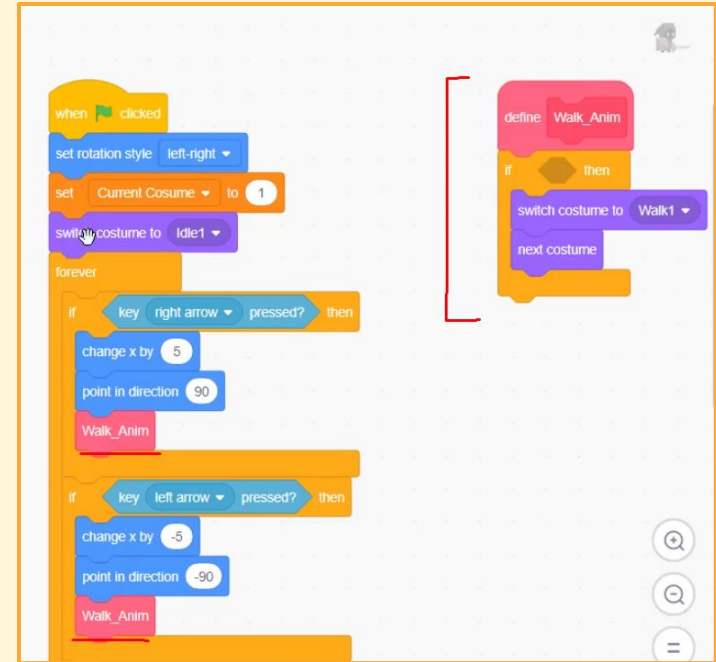 when clicked
set rotation style left-right
set Current Cosume to 1
switch costume to Idle1
forever
if key right arrow pressed? then
change x by 5
point in direction 90
Walk_Anim
if key left arrow pressed? then
change x by -5
point in direction -90
Walk_Anim
define Walk_Anim
if then
switch costume to Walk1
next costume